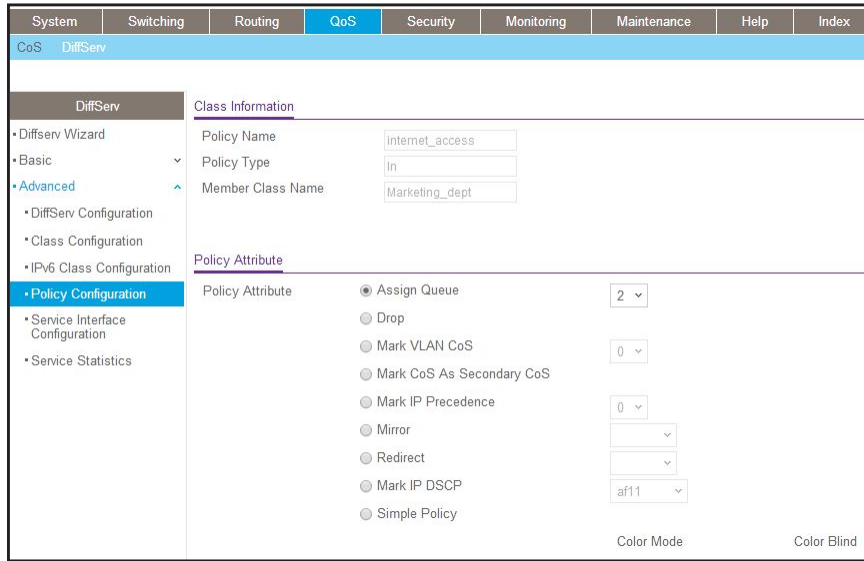 System Switching Routing QoS Security Monitoring Maintenance Help Index
CoS DiffServ
DiffServ
Diffserv Wizard
Basic
Advanced
DiffServ Configuration
Class Configuration
IPv6 Class Configuration
Policy Configuration
Service Interface
Configuration
Service Statistics
Class Information
Policy Name internet_access
Policy Type In
Member Class Name Marketing_dept
Policy Attribute
Policy Attribute Assign Queue 2
Drop
Mark VLAN CoS 0
Mark CoS As Secondary CoS
Mark IP Precedence 0
Mirror
Redirect
Mark IP DSCP af11
Simple Policy
Color Mode Color Blind